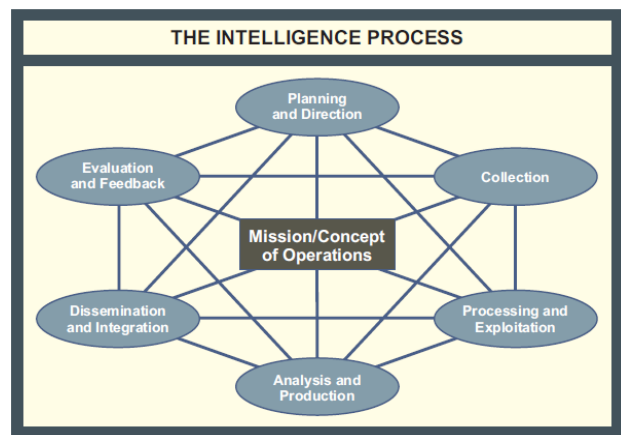 THE INTELLIGENCE PROCESS
Planning
and Direction
Evaluation
and Feedback
Collection
Mission/Concept
of Operations
Dissemination
and Integration
Processing and
Exploitation
Analysis and
Production